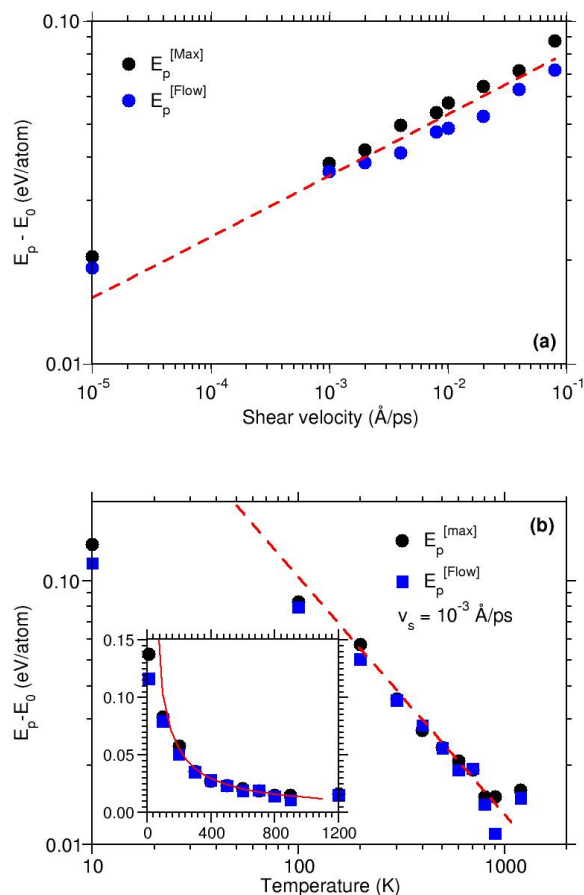 0.10
E_p^[Max]
E_p^[Flow]
E_p - E_0 (eV/atom)
0.01
(a)
10^-5 10^-4 10^-3 10^-2 10^-1
Shear velocity (Å/ps)
(b)
E_p^[max]
E_p^[Flow]
v_s = 10^-3 Å/ps
0.10
E_p-E_0 (eV/atom)
0.15
0.10
0.05
0.00
0 400 800 1200
0.01
10 100 1000
Temperature (K)